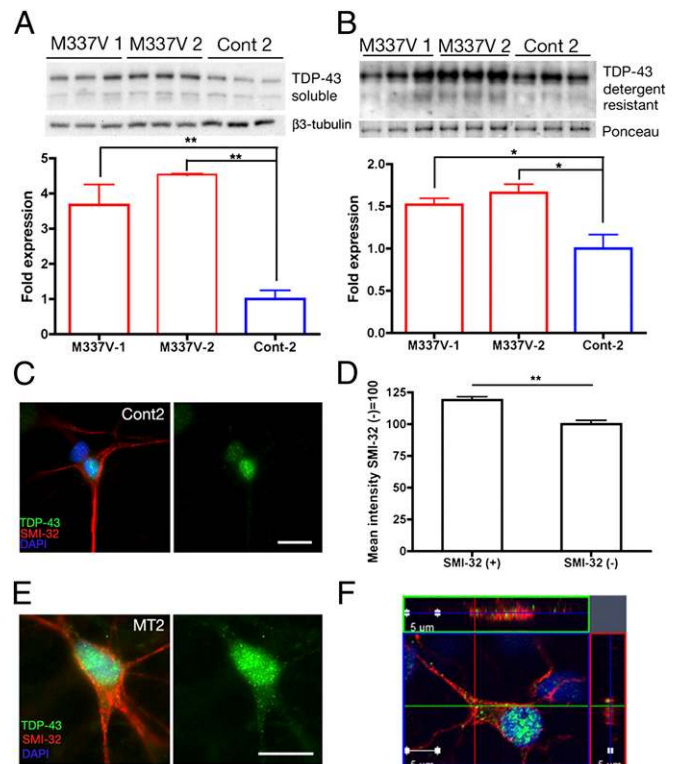 A
M337V 1 M337V 2 Cont 2
TDP-43
soluble
β3-tubulin
**
**
Fold expression
5
4
3
2
1
0
M337V-1 M337V-2 Cont-2
B
M337V 1 M337V 2 Cont 2
TDP-43
detergent
resistant
Ponceau
*
*
Fold expression
2.0
1.5
1.0
0.5
0.0
M337V-1 M337V-2 Cont-2
C
Cont2
TDP-43
SMI-32
DAPI
D
**
Mean intensity SMI-32 (-)=100
125
100
75
50
25
0
SMI-32 (+) SMI-32 (-)
E
MT2
TDP-43
SMI-32
DAPI
F
5 um
5 um
5 um